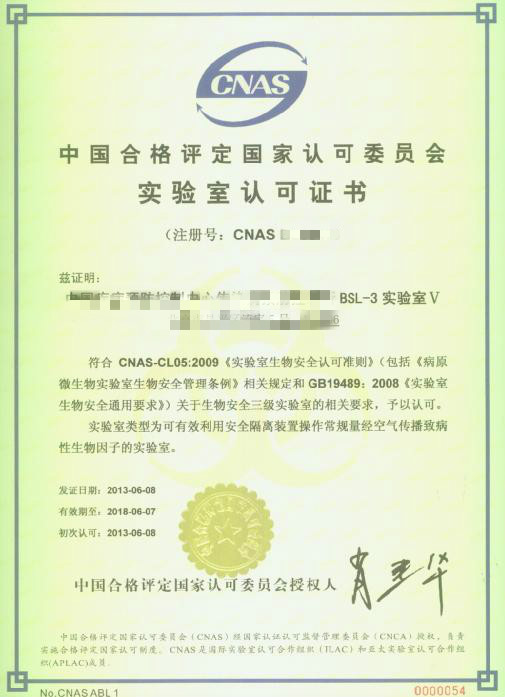 CNAS
中国合格评定国家认可委员会
实验室认可证书
（注册号：CNAS
兹证明：
BSL-3 实验室Ⅴ
符合 CNAS-CL05:2009《实验室生物安全认可准则》（包括《病原
微生物实验室生物安全管理条例》相关规定和 GB19489：2008《实验室
生物安全通用要求》）关于生物安全三级实验室的相关要求，予以认可。
实验室类型为可有效利用安全隔离装置操作常规量经空气传播致病
性生物因子的实验室。
发证日期：2013-06-08
有效期至：2018-06-07
初次认可：2013-06-08
中国合格评定国家认可委员会授权人
中国合格评定国家认可委员会（CNAS）经国家认证认可监督管理委员会（CNCA）授权，负责
实施合格评定国家认可制度。CNAS是国际实验室认可合作组织（ILAC）和亚太实验室认可合作组
织(APLAC)成员。
No.CNASABL 1
0000054